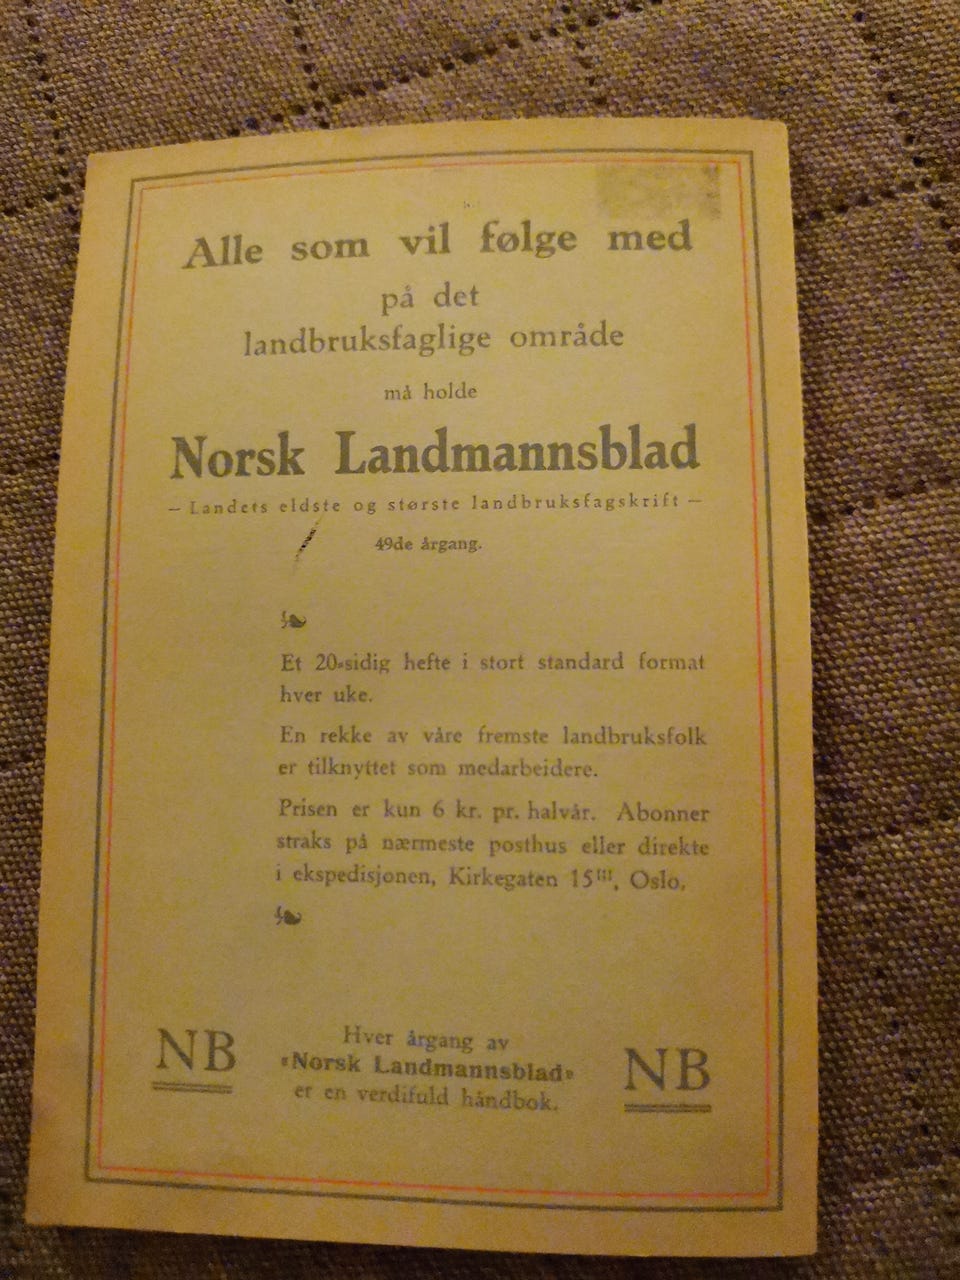 Alle som vil følge med
på det
landbruksfaglige område
må holde
Norsk Landmannsblad
– Landets eldste og største landbruksfagskrift –
49de årgang.
Et 20-sidig hefte i stort standard format
hver uke.
En rekke av våre fremste landbruksfolk
er tilknyttet som medarbeidere.
Prisen er kun 6 kr. pr. halvår. Abonner
straks på nærmeste posthus eller direkte
i ekspedisjonen, Kirkegaten 15III, Oslo.
NB
Hver årgang av
«Norsk Landmannsblad»
er en verdifuld håndbok.
NB